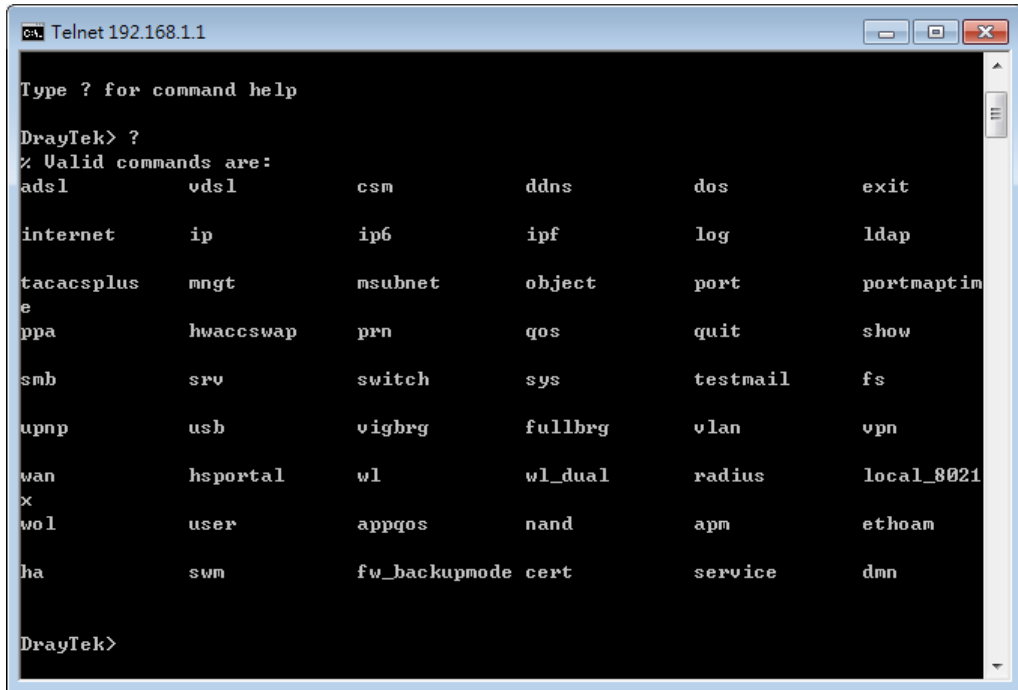 Telnet 192.168.1.1
Type ? for command help
DrayTek> ?
% Valid commands are:
adsl vdsl csm ddns dos exit
internet ip ip6 ipf log ldap
tacacsplus mngt msubnet object port portmaptim
e
ppa hwaccswap prn qos quit show
smb srv switch sys testmail fs
upnp usb vigbrg fullbrg vlan vpn
wan hsportal wl wl_dual radius local_8021
x
wol user appqos nand apm ethoam
ha swm fw_backupmode cert service dmn
DrayTek>